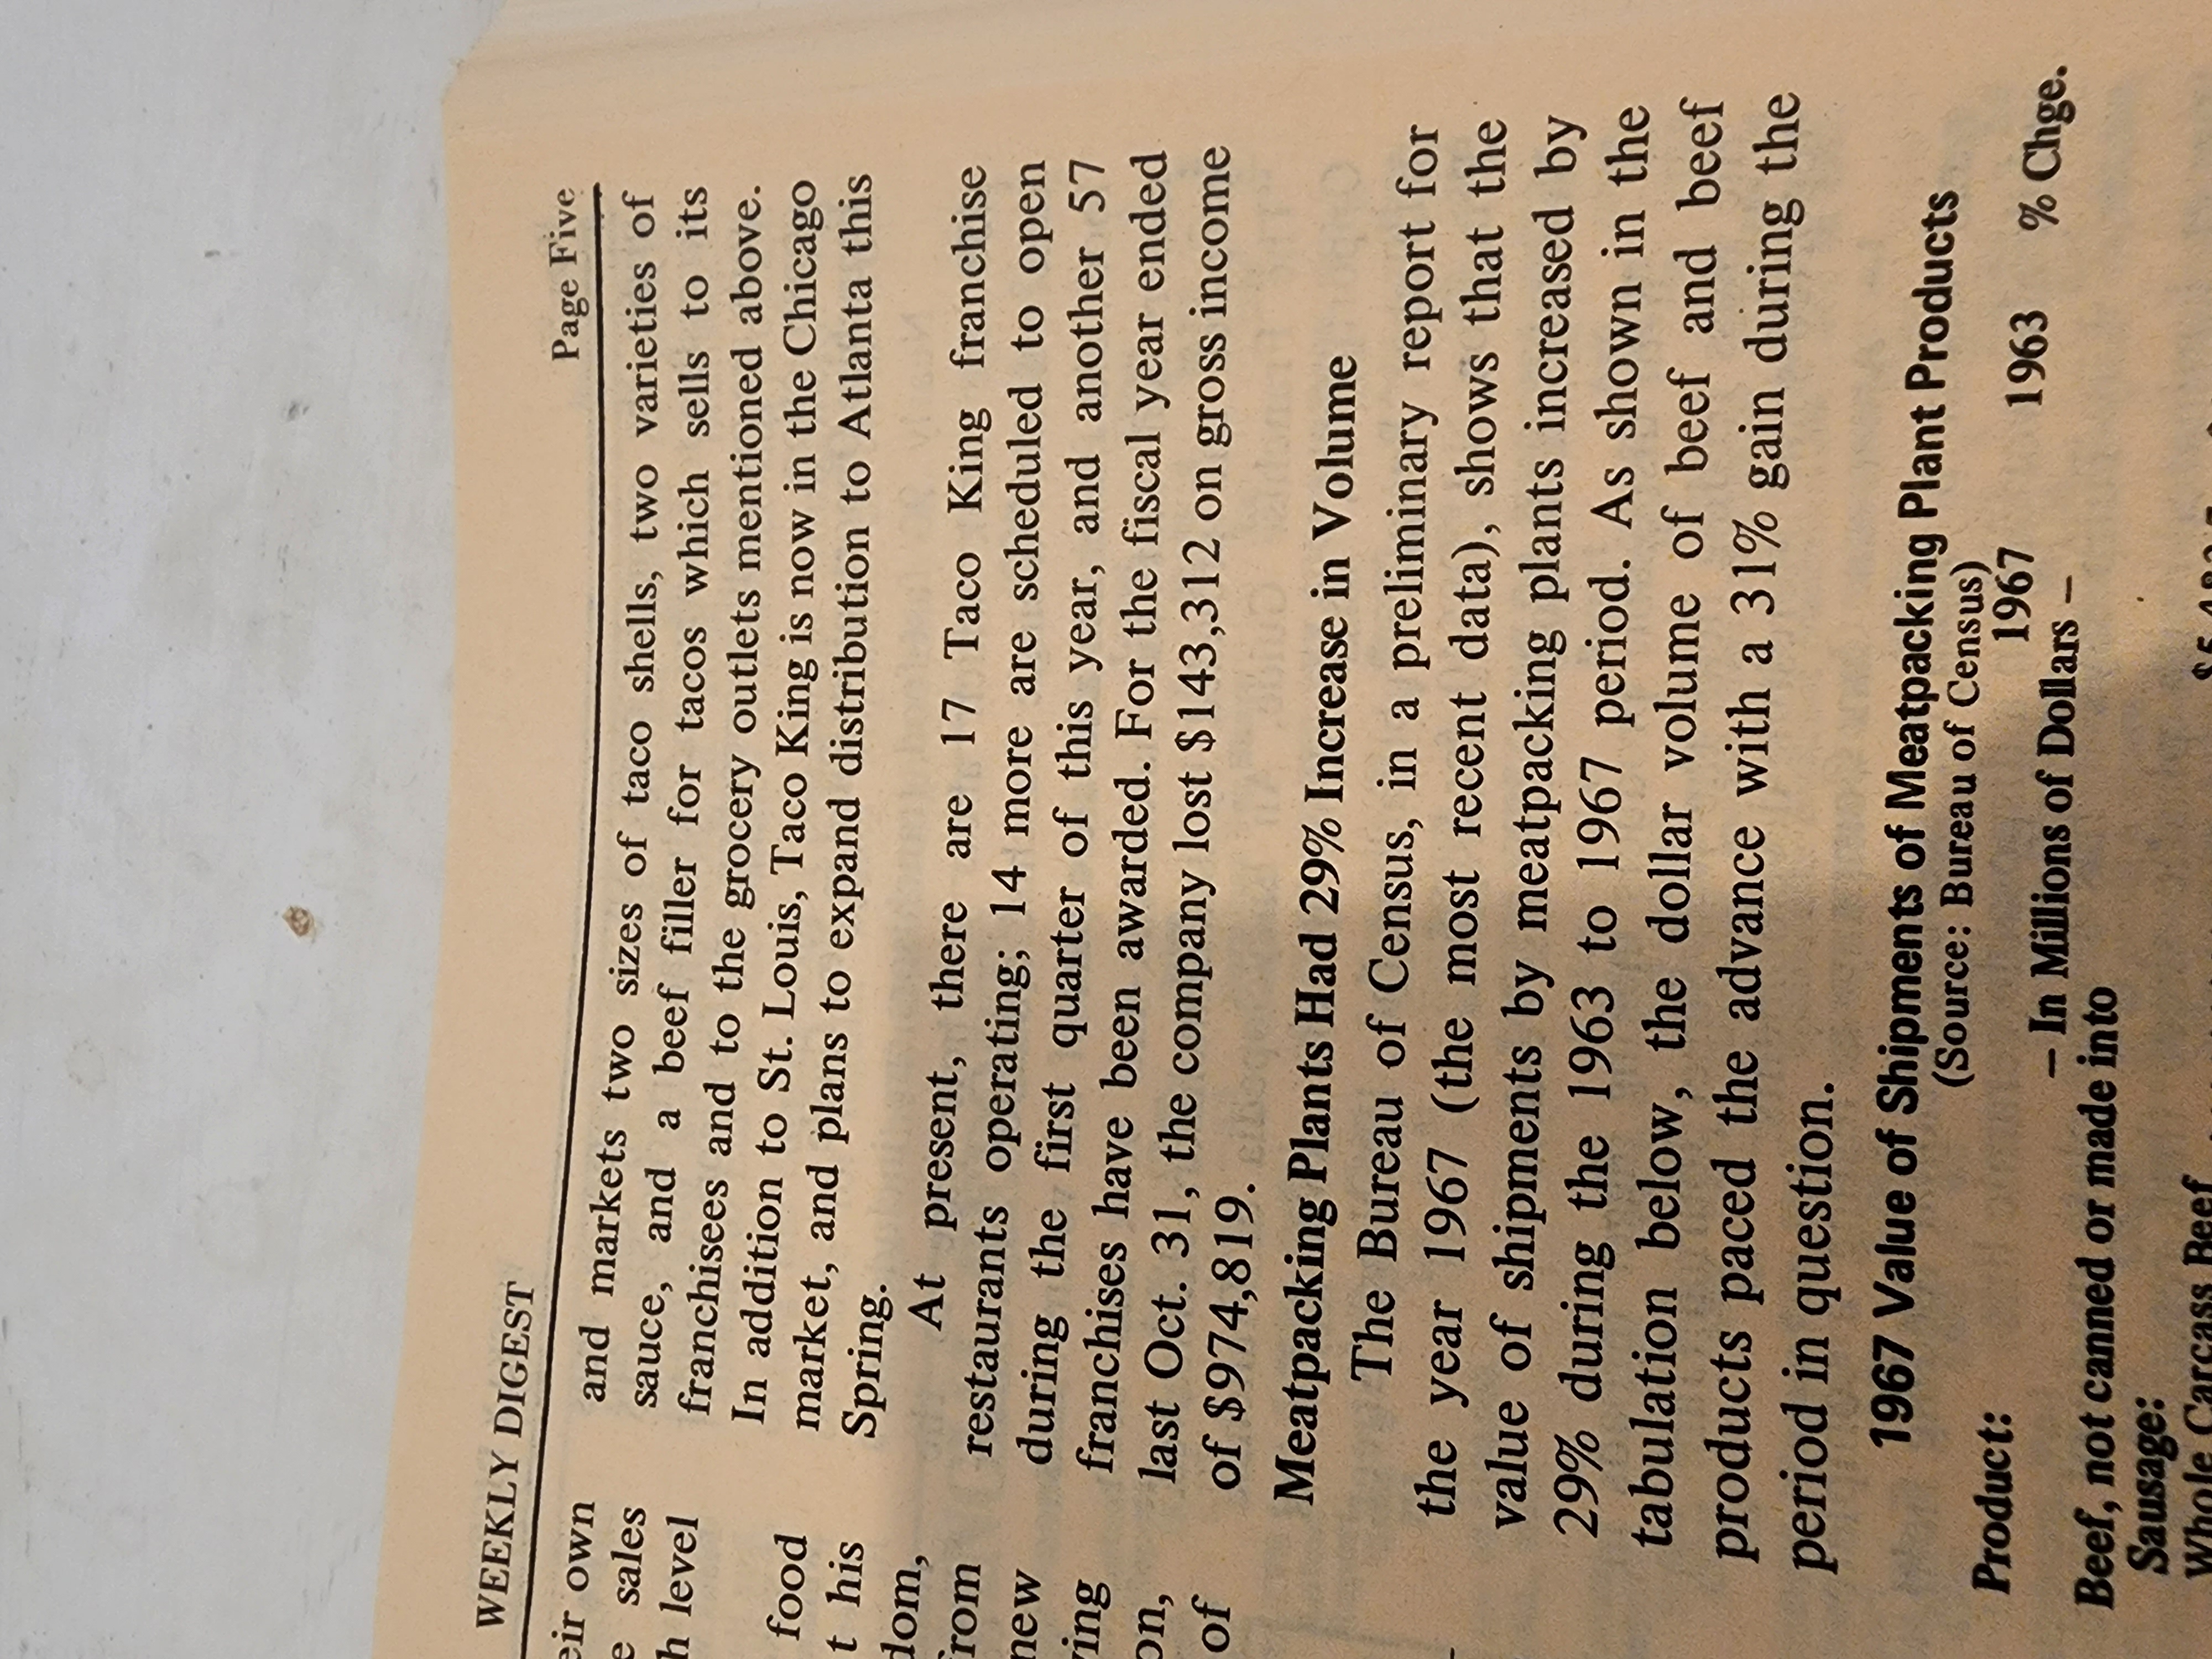 WEEKLY DIGEST Page Five
eir own
sales
level
food
t his
dom,
from
new
ving
on,
of
and markets two sizes of taco shells, two varieties of
sauce, and a beef filler for tacos which sells to its
franchisees and to the grocery outlets mentioned above.
In addition to St. Louis, Taco King is now in the Chicago
market, and plans to expand distribution to Atlanta this
Spring.
At present, there are 17 Taco King franchise
restaurants operating; 14 more are scheduled to open
during the first quarter of this year, and another 57
franchises have been awarded. For the fiscal year ended
last Oct. 31, the company lost $143,312 on gross income
of $974,819.
Meatpacking Plants Had 29% Increase in Volume
The Bureau of Census, in a preliminary report for
the year 1967 (the most recent data), shows that the
value of shipments by meatpacking plants increased by
29% during the 1963 to 1967 period. As shown in the
tabulation below, the dollar volume of beef and beef
products paced the advance with a 31% gain during the
period in question.
1967 Value of Shipments of Meatpacking Plant Products
(Source: Bureau of Census)
Product: 1967 1963 % Chge.
– In Millions of Dollars –
Beef, not canned or made into
Sausage:
Whole Carcass Beef